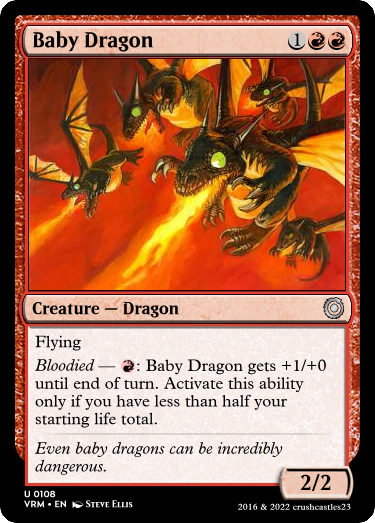 Baby Dragon 1
Creature — Dragon
Flying
Bloodied — : Baby Dragon gets +1/+0
until end of turn. Activate this ability
only if you have less than half your
starting life total.
Even baby dragons can be incredibly
dangerous.
2/2
U 0108
VRM • EN Steve Ellis
2016 & 2022 crushcastles23